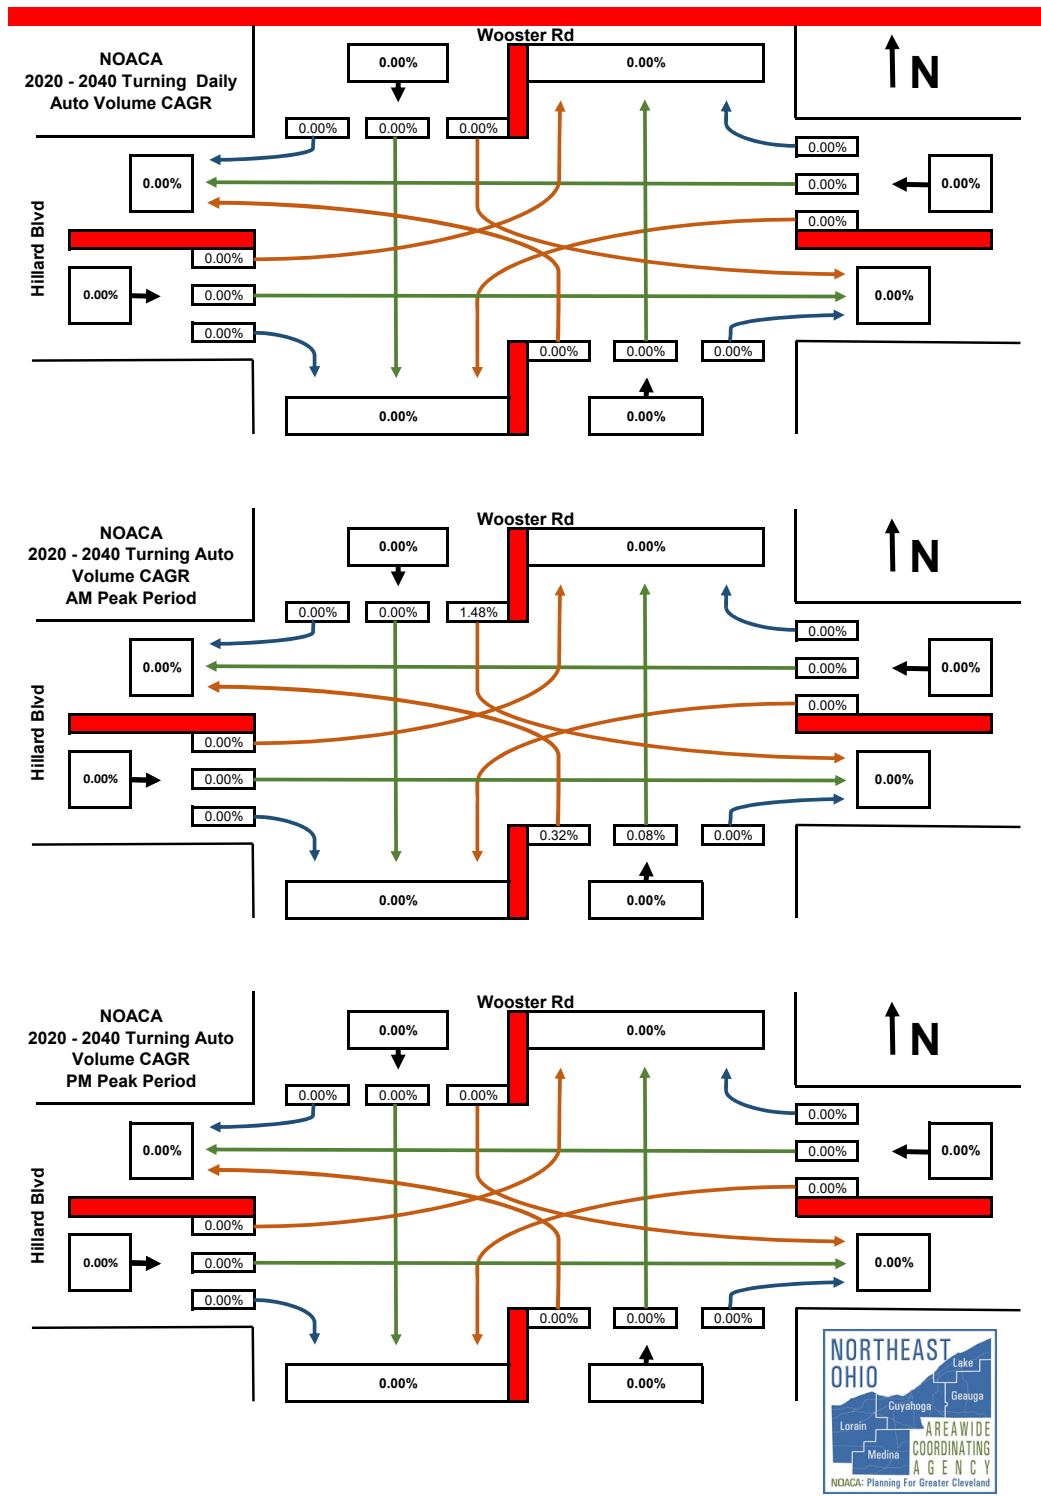 Wooster Rd
NOACA
2020 - 2040 Turning Daily
Auto Volume CAGR
0.00%
0.00%
N
0.00%
0.00%
0.00%
0.00%
0.00%
0.00%
0.00%
0.00%
Hillard Blvd
0.00%
0.00%
0.00%
0.00%
0.00%
0.00%
0.00%
0.00%
0.00%
0.00%
0.00%
Wooster Rd
NOACA
2020 - 2040 Turning Auto
Volume CAGR
AM Peak Period
0.00%
0.00%
N
0.00%
0.00%
1.48%
0.00%
0.00%
0.00%
0.00%
0.00%
Hillard Blvd
0.00%
0.00%
0.00%
0.00%
0.00%
0.00%
0.32%
0.08%
0.00%
0.00%
0.00%
Wooster Rd
NOACA
2020 - 2040 Turning Auto
Volume CAGR
PM Peak Period
0.00%
0.00%
N
0.00%
0.00%
0.00%
0.00%
0.00%
0.00%
0.00%
0.00%
Hillard Blvd
0.00%
0.00%
0.00%
0.00%
0.00%
0.00%
0.00%
0.00%
0.00%
0.00%
0.00%
NORTHEAST
OHIO
Lake
Geauga
Cuyahoga
Lorain
Medina
AREAWIDE
COORDINATING
AGENCY
NOACA: Planning For Greater Cleveland